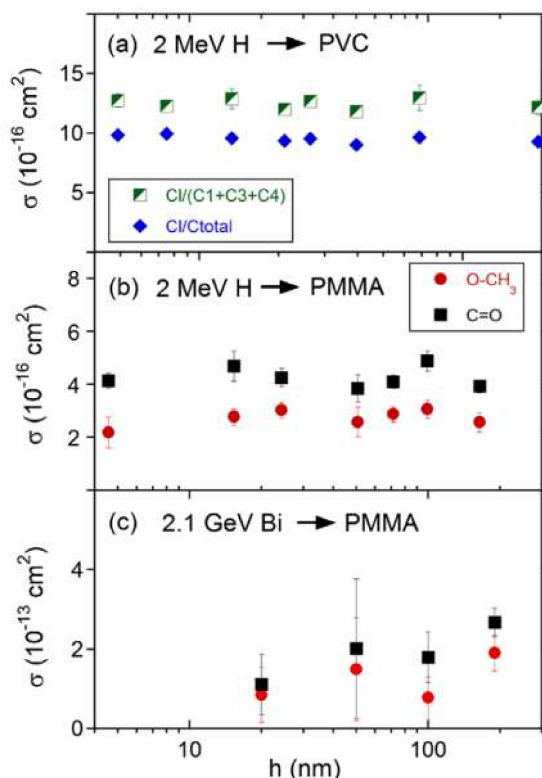 (a) 2 MeV H → PVC
15
10
5
σ (10⁻¹⁶ cm²)
Cl/(C1+C3+C4)
Cl/Ctotal
(b) 2 MeV H → PMMA
O-CH₃
C=O
8
6
4
2
σ (10⁻¹⁶ cm²)
(c) 2.1 GeV Bi → PMMA
4
2
0
σ (10⁻¹³ cm²)
10
100
h (nm)